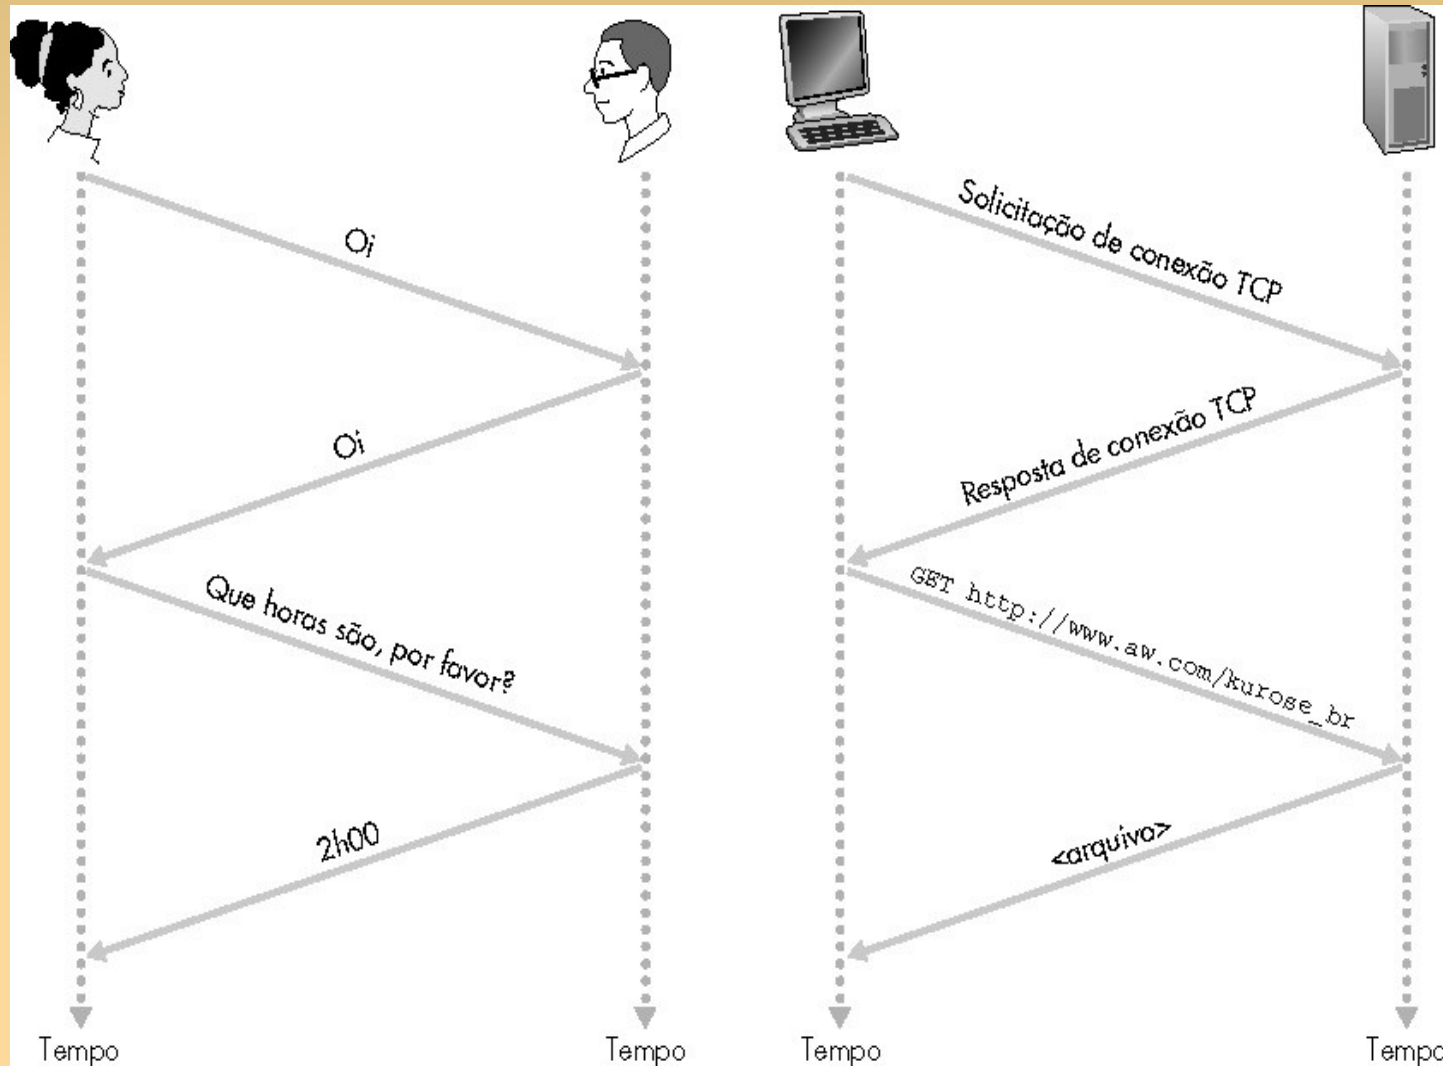 Oi
Oi
Que horas são, por favor?
2h00
Tempo
Tempo
Solicitação de conexão TCP
Resposta de conexão TCP
GET http://www.aw.com/kurose_br
<arquivo>
Tempo
Tempo